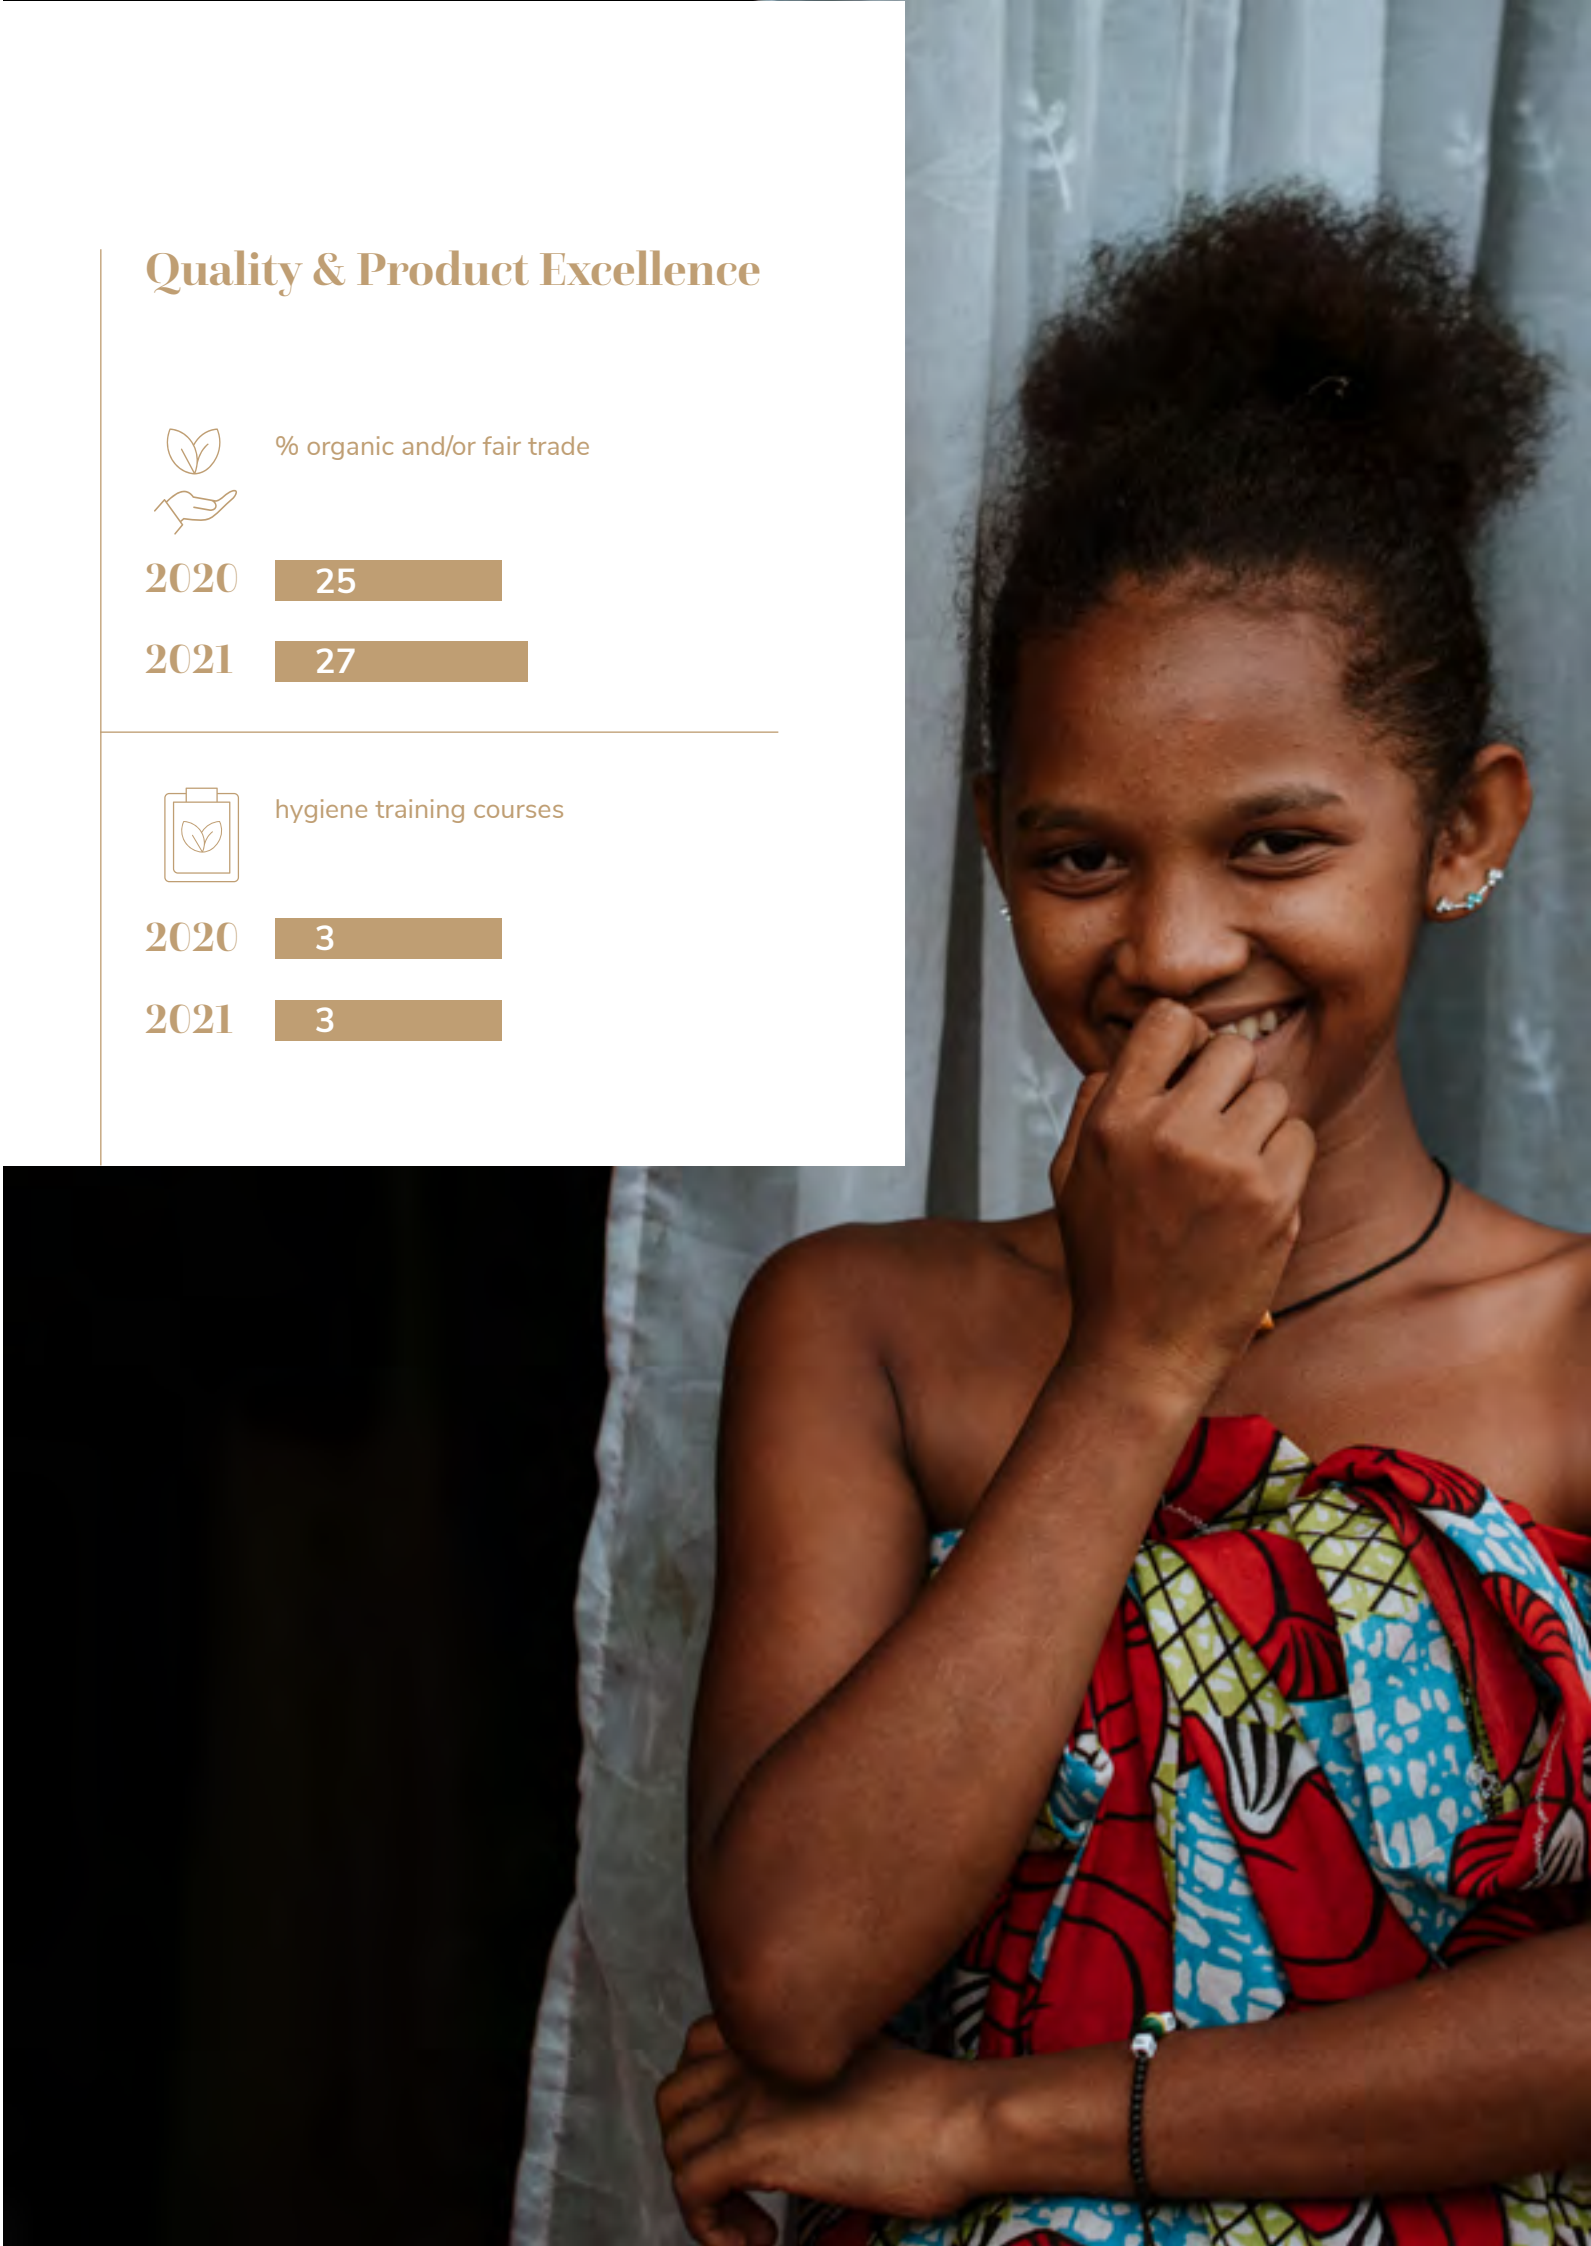 Quality & Product Excellence
% organic and/or fair trade
2020 25
2021 27
hygiene training courses
2020 3
2021 3